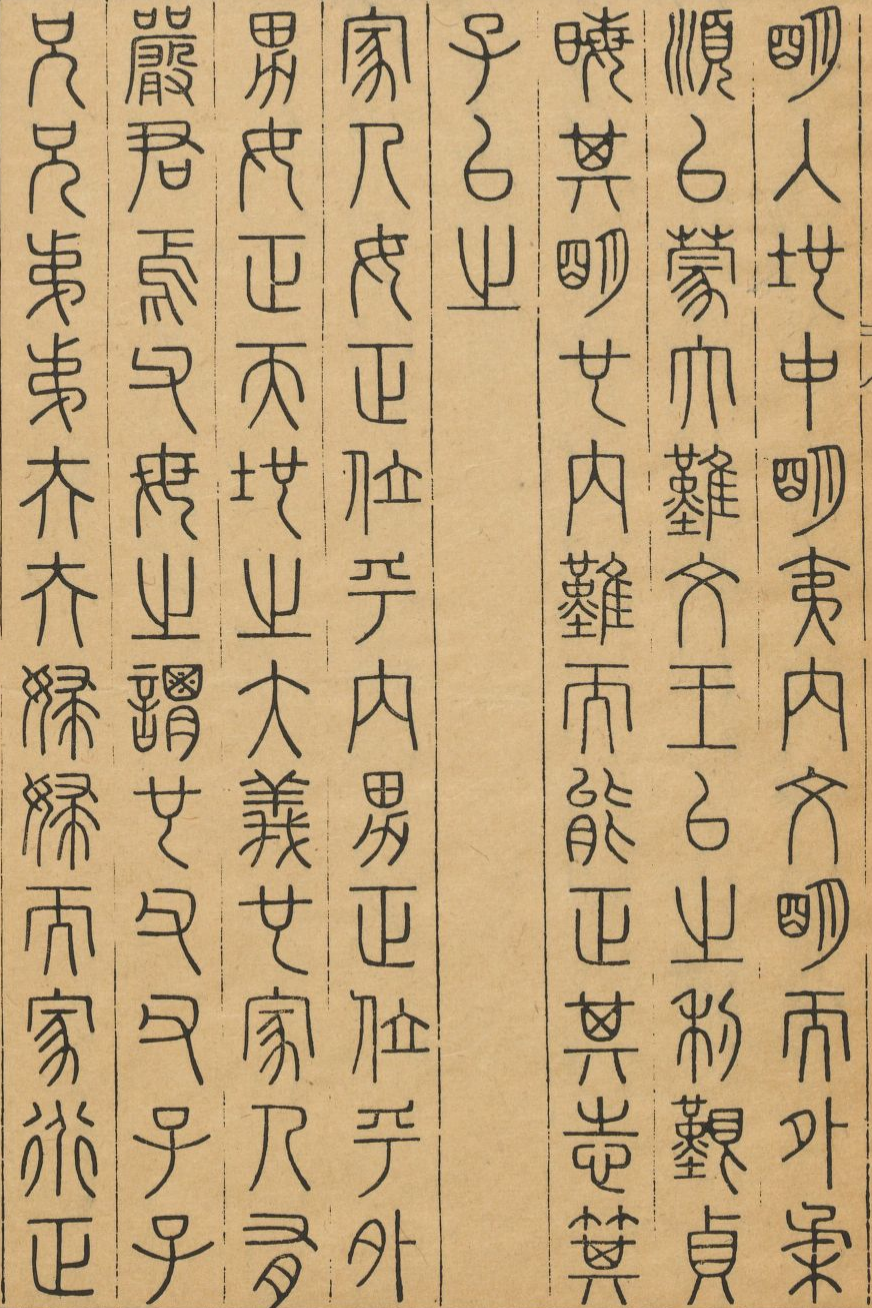 明入地中明夷內文明而外柔
順以蒙大難文王以之利艱貞
晦其明也內難而能正其志箕
子以之
家人女正位乎內男正位乎外
男女正天地之大義也家人有
嚴君焉父母之謂也父父子子
兄兄弟弟夫夫婦婦而家道正